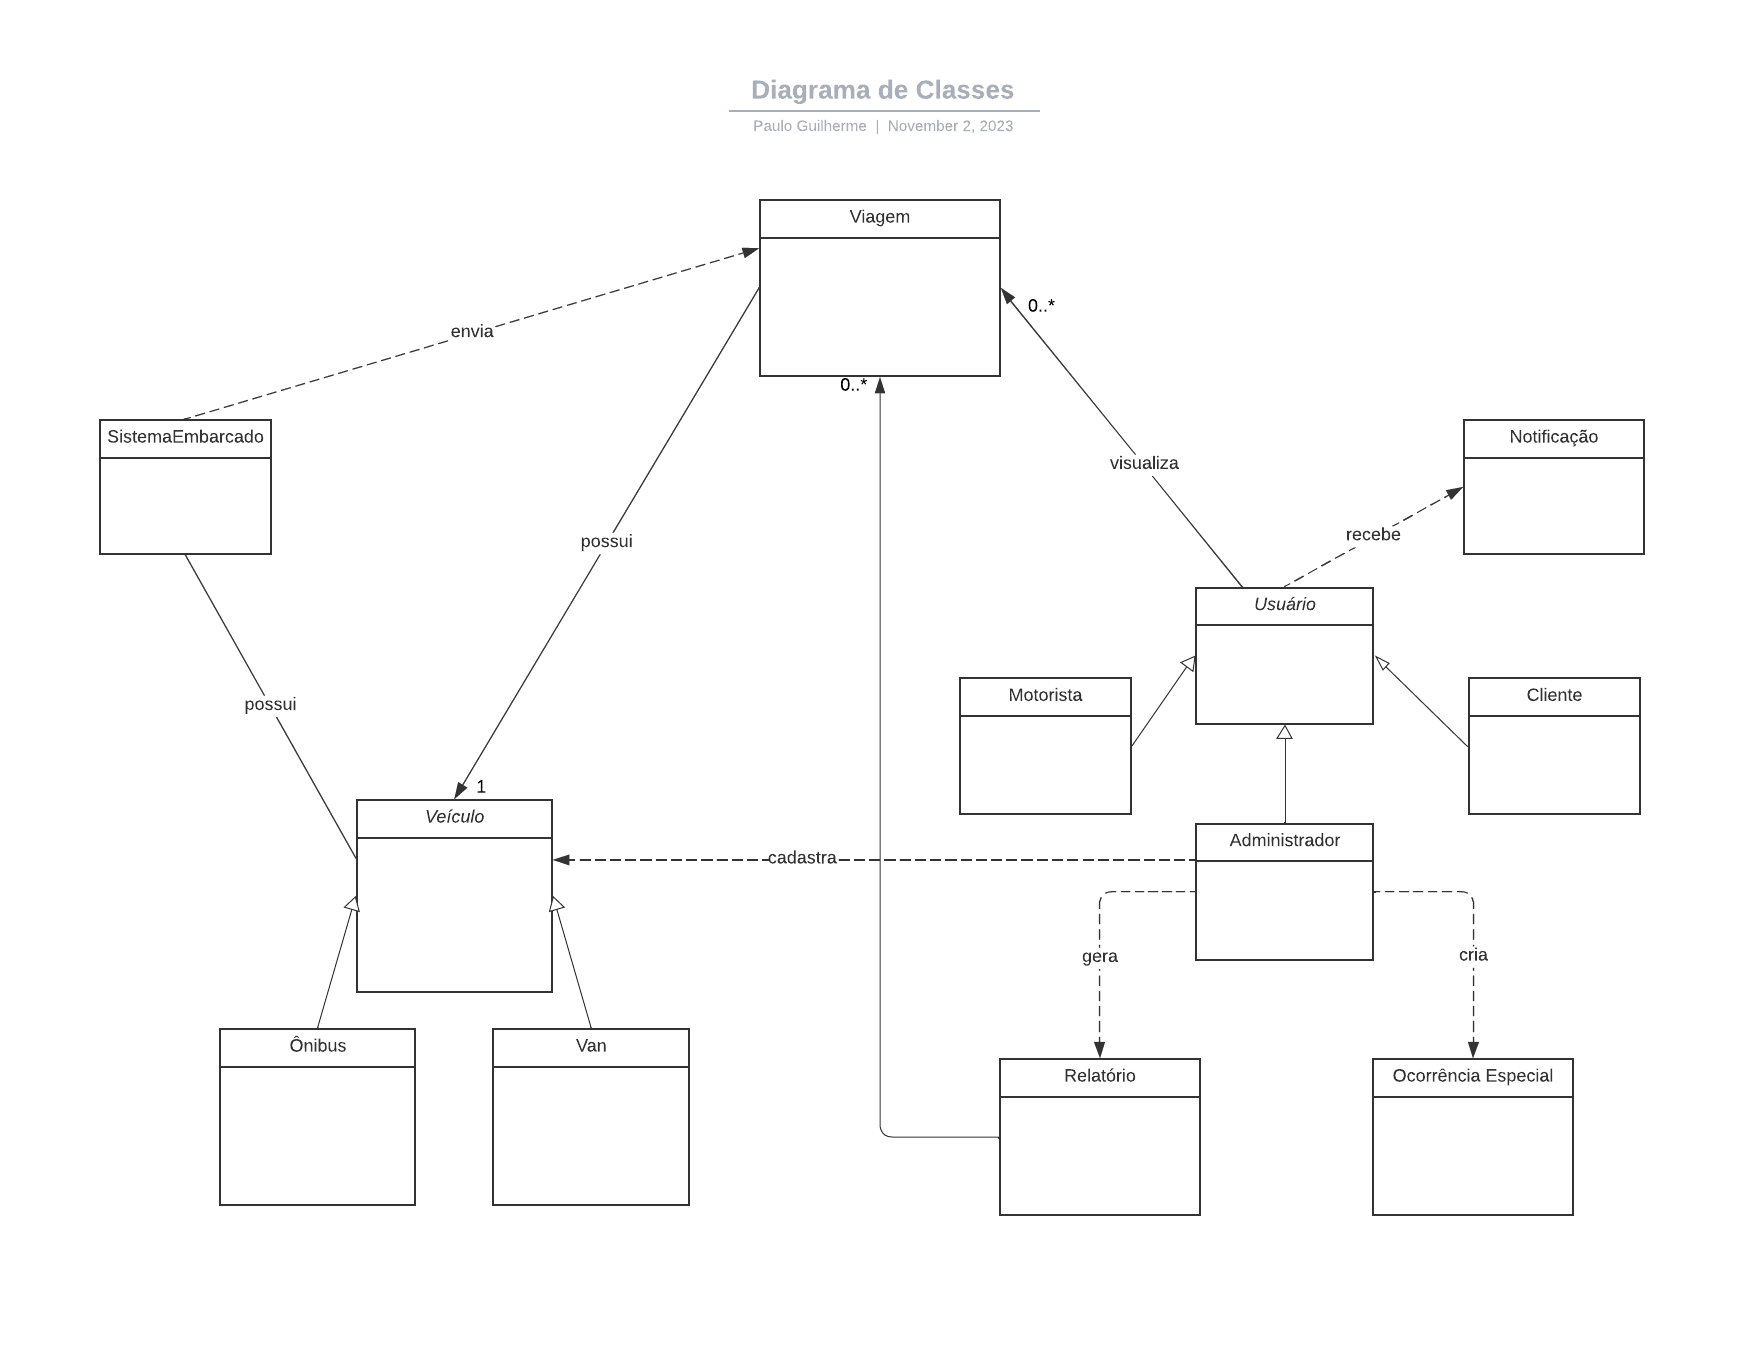 Diagrama de Classes
Paulo Guilherme | November 2, 2023
Viagem
0..*
envia
0..*
SistemaEmbarcado
Notificação
visualiza
recebe
possui
Usuário
possui
Motorista
Cliente
1
Veículo
Administrador
cadastra
gera
cria
Ônibus
Van
Relatório
Ocorrência Especial